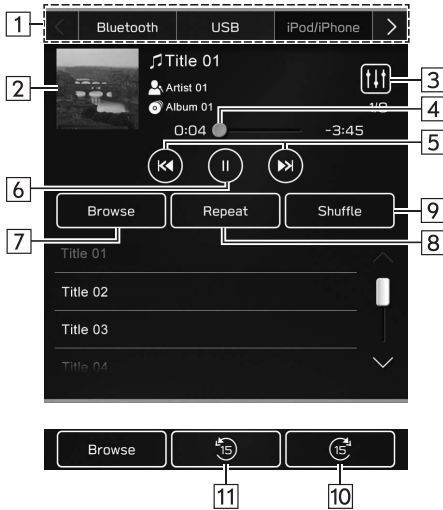 1
< Bluetooth USB iPod/iPhone >
2
Title 01
Artist 01
Album 01
3
1/8
4
0:04 -3:45
5
6
Browse Repeat Shuffle
7
8
9
Title 01
Title 02
Title 03
Title 04
Browse 15 15
11 10